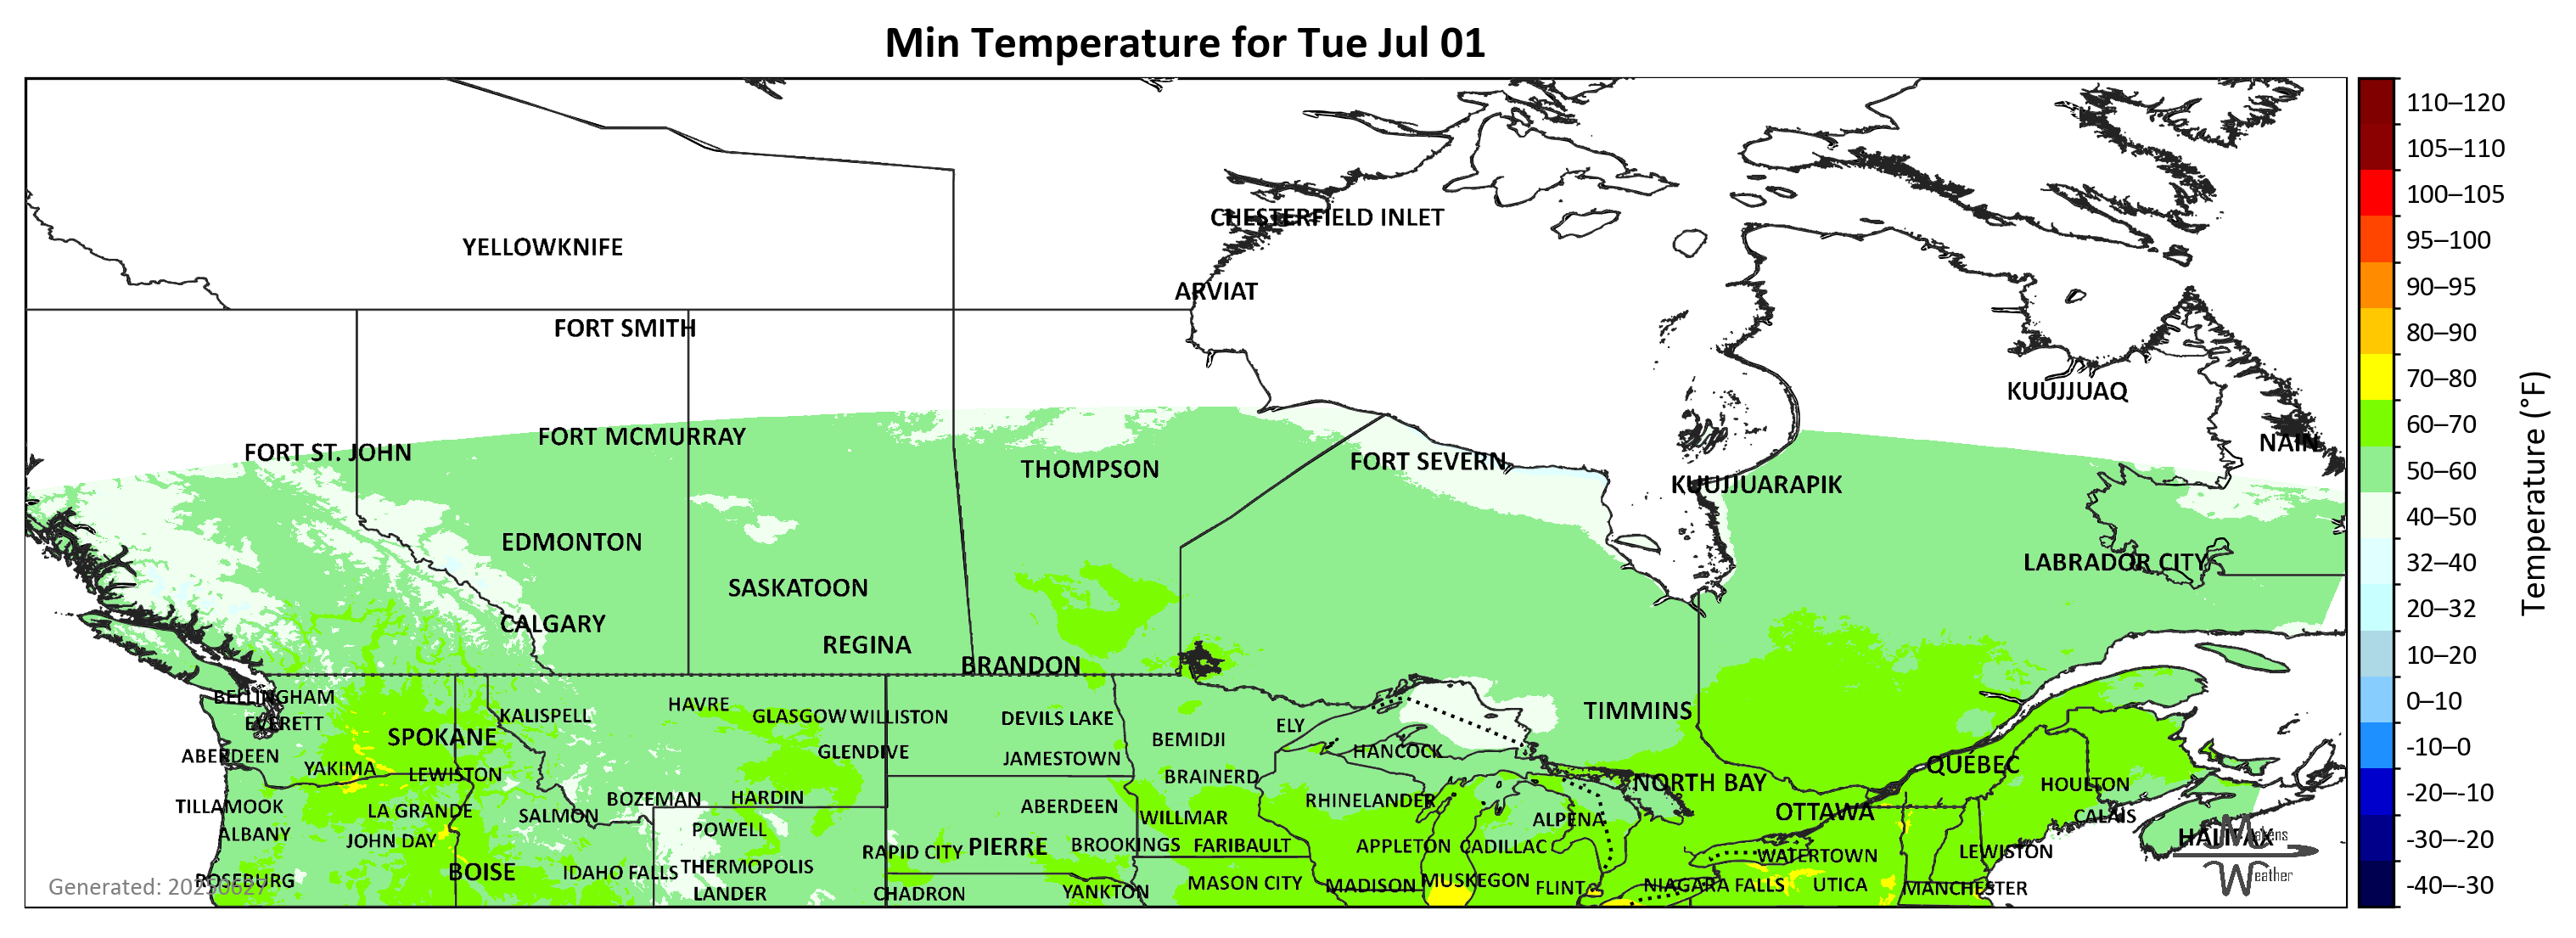 Min Temperature for Tue Jul 01
110–120
105–110
100–105
95–100
90–95
80–90
70–80
60–70
50–60
40–50
32–40
20–32
10–20
0–10
-10–0
-20–-10
-30–-20
-40–-30
Temperature (°F)
CHESTERFIELD INLET
YELLOWKNIFE
ARVIAT
FORT SMITH
KUUJJUAQ
FORT MCMURRAY
NAIN
FORT ST. JOHN
FORT SEVERN
THOMPSON
KUUJJUARAPIK
EDMONTON
LABRADOR CITY
SASKATOON
CALGARY
REGINA
BRANDON
BELLINGHAM
HAVRE
TIMMINS
KALISPELL
GLASGOW
WILLISTON
DEVILS LAKE
EVERETT
ELY
SPOKANE
BEMIDJI
GLENDIVE
HANCOCK
ABERDEEN
JAMESTOWN
QUEBEC
YAKIMA
LEWISTON
BRAINERD
NORTH BAY
HOULTON
BOZEMAN
HARDIN
RHINELANDER
TILLAMOOK
LA GRANDE
SALMON
ABERDEEN
WILLMAR
ALPENA
OTTAWA
CALAIS
ALBANY
JOHN DAY
POWELL
HALIFAX
Matens
Weather
RAPID CITY
PIERRE
BROOKINGS
FARIBAULT
APPLETON
CADILLAC
WATERTOWN
LEWISTON
BOISE
IDAHO FALLS
THERMOPOLIS
ROSEBURG
Generated: 20250627
LANDER
CHADRON
YANKTON
MASON CITY
MADISON
MUSKEGON
FLINT
NIAGARA FALLS
UTICA
MANCHESTER